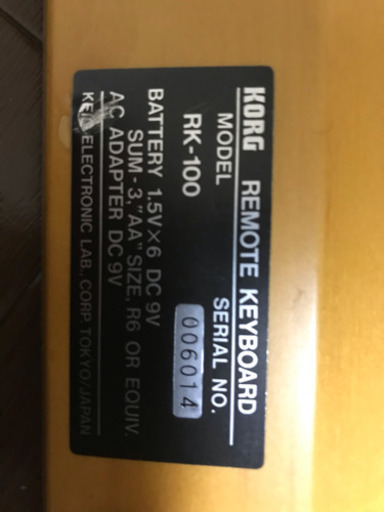 KORG REMOTE KEYBOARD
MODEL SERIAL NO.
RK-100 006014
BATTERY 1.5V×6 DC 9V
SUM-3, "AA" SIZE, R6 OR EQUIV.
AC ADAPTER DC 9V
ELECTRONIC LAB., CORP. TOKYO/JAPAN